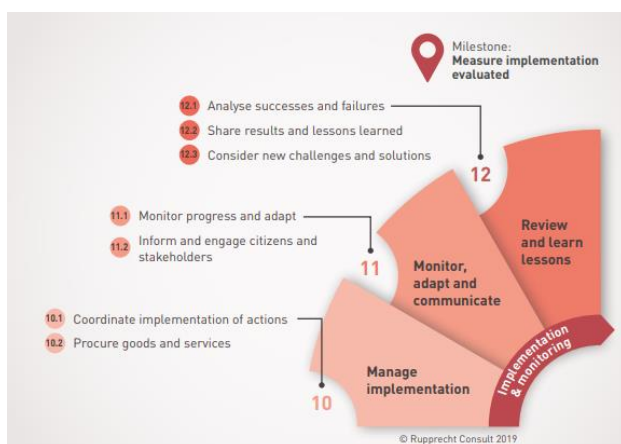 Milestone:
Measure implementation
evaluated
12.1 Analyse successes and failures
12.2 Share results and lessons learned
12.3 Consider new challenges and solutions
12
Review
and learn
lessons
11.1 Monitor progress and adapt
11.2 Inform and engage citizens and
stakeholders
11
Monitor,
adapt and
communicate
10.1 Coordinate implementation of actions
10.2 Procure goods and services
10
Manage
implementation
Implementation
& monitoring
© Rupprecht Consult 2019